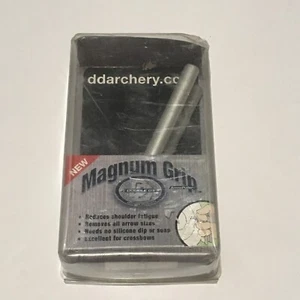 ddarchery.co
NEW
Magnum Grip
• Reduces shoulder fatigue
• Removes all arrow sizes
• Needs no silicone dip or soap
• Excellent for crossbows